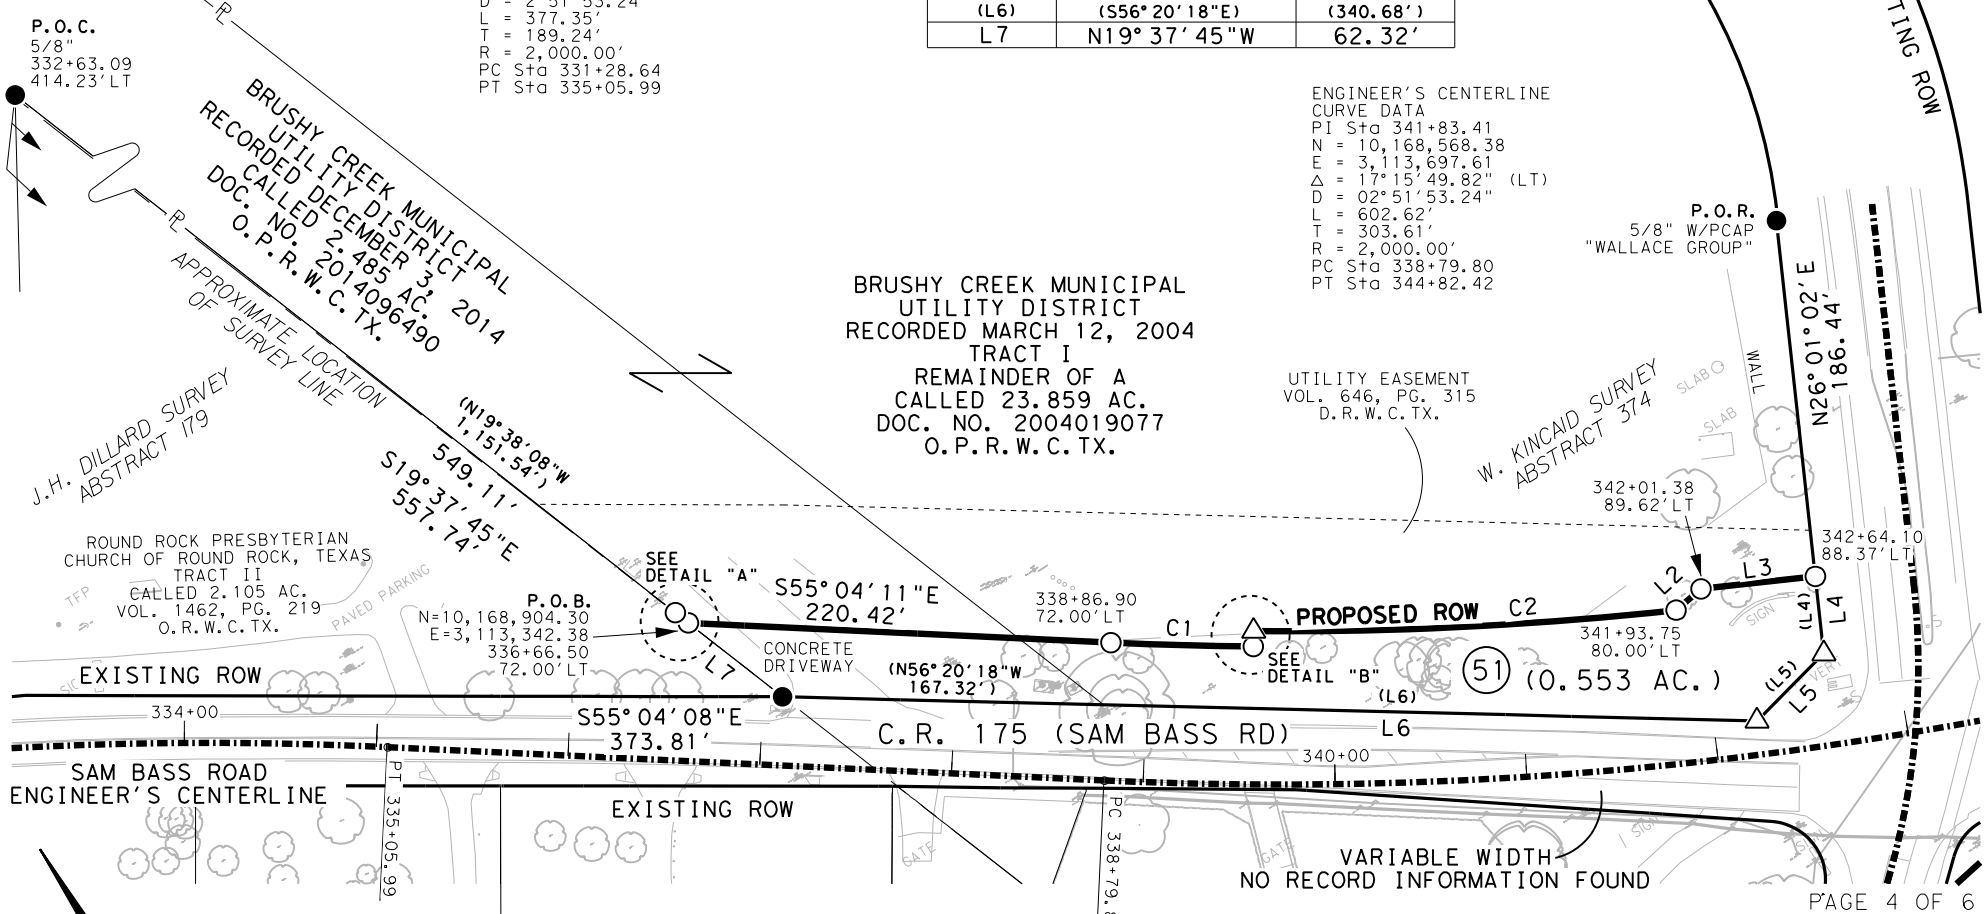 P.O.C.
5/8"
332+63.09
414.23'LT
D = 2°51'53.24"
L = 377.35'
T = 189.24'
R = 2,000.00'
PC Sta 331+28.64
PT Sta 335+05.99
(L6) (S56°20'18"E) (340.68')
L7 N19°37'45"W 62.32'
ENGINEER'S CENTERLINE
CURVE DATA
PI Sta 341+83.41
N = 10,168,568.38
E = 3,113,697.61
△ = 17°15'49.82" (LT)
D = 02°51'53.24"
L = 602.62'
T = 303.61'
R = 2,000.00'
PC Sta 338+79.80
PT Sta 344+82.42
TING ROW
P.O.R.
5/8" W/PCAP
"WALLACE GROUP"
N26°01'02"E
186.44'
WALL
SLAB
SLAB
BRUSHY CREEK MUNICIPAL
UTILITY DISTRICT
RECORDED DECEMBER 3, 2014
CALLED 2.485 AC.
DOC. NO. 2014096490
O.P.R.W.C.TX.
APPROXIMATE LOCATION
OF SURVEY LINE
J.H. DILLARD SURVEY
ABSTRACT 179
(N19°38'08"W
1,151.54')
549.11'
S19°37'45"E
557.74'
BRUSHY CREEK MUNICIPAL
UTILITY DISTRICT
RECORDED MARCH 12, 2004
TRACT I
REMAINDER OF A
CALLED 23.859 AC.
DOC. NO. 2004019077
O.P.R.W.C.TX.
UTILITY EASEMENT
VOL. 646, PG. 315
D.R.W.C.TX.
W. KINCAID SURVEY
ABSTRACT 374
342+01.38
89.62'LT
342+64.10
88.37'LT
ROUND ROCK PRESBYTERIAN
CHURCH OF ROUND ROCK, TEXAS
TRACT II
CALLED 2.105 AC.
VOL. 1462, PG. 219
O.R.W.C.TX.
TFP
PAVED PARKING
SEE
DETAIL "A"
P.O.B.
N=10,168,904.30
E=3,113,342.38
336+66.50
72.00'LT
S55°04'11"E
220.42'
CONCRETE
DRIVEWAY
L7
338+86.90
72.00'LT
C1
PROPOSED ROW
C2
L2
L3
(L4)
L4
SIGN
341+93.75
80.00'LT
SEE
DETAIL "B"
51
(0.553 AC.)
(L5)
L5
VERT
S
S
(N56°20'18"W
167.32')
(L6)
L6
EXISTING ROW
334+00
S55°04'08"E
373.81'
C.R. 175 (SAM BASS RD)
340+00
SAM BASS ROAD
ENGINEER'S CENTERLINE
PT 335+05.99
EXISTING ROW
PC 338+79.8
GATE
GATE
SIGN
VARIABLE WIDTH
NO RECORD INFORMATION FOUND
PAGE 4 OF 6